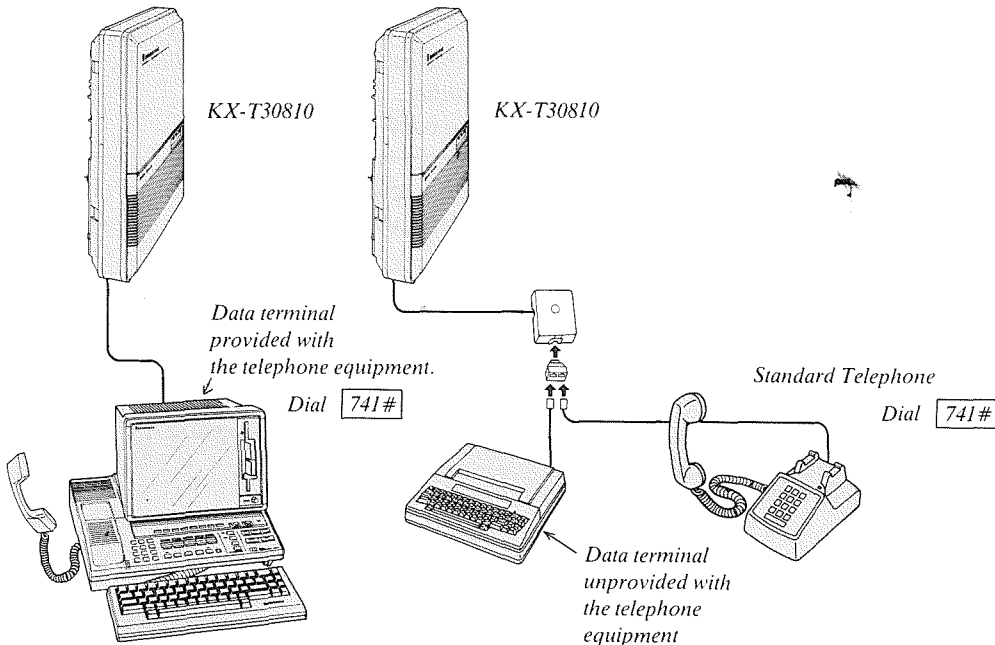 KX-T30810
KX-T30810
Data terminal
provided with
the telephone equipment.
Dial 741#
Standard Telephone
Dial 741#
Data terminal
unprovided with
the telephone
equipment